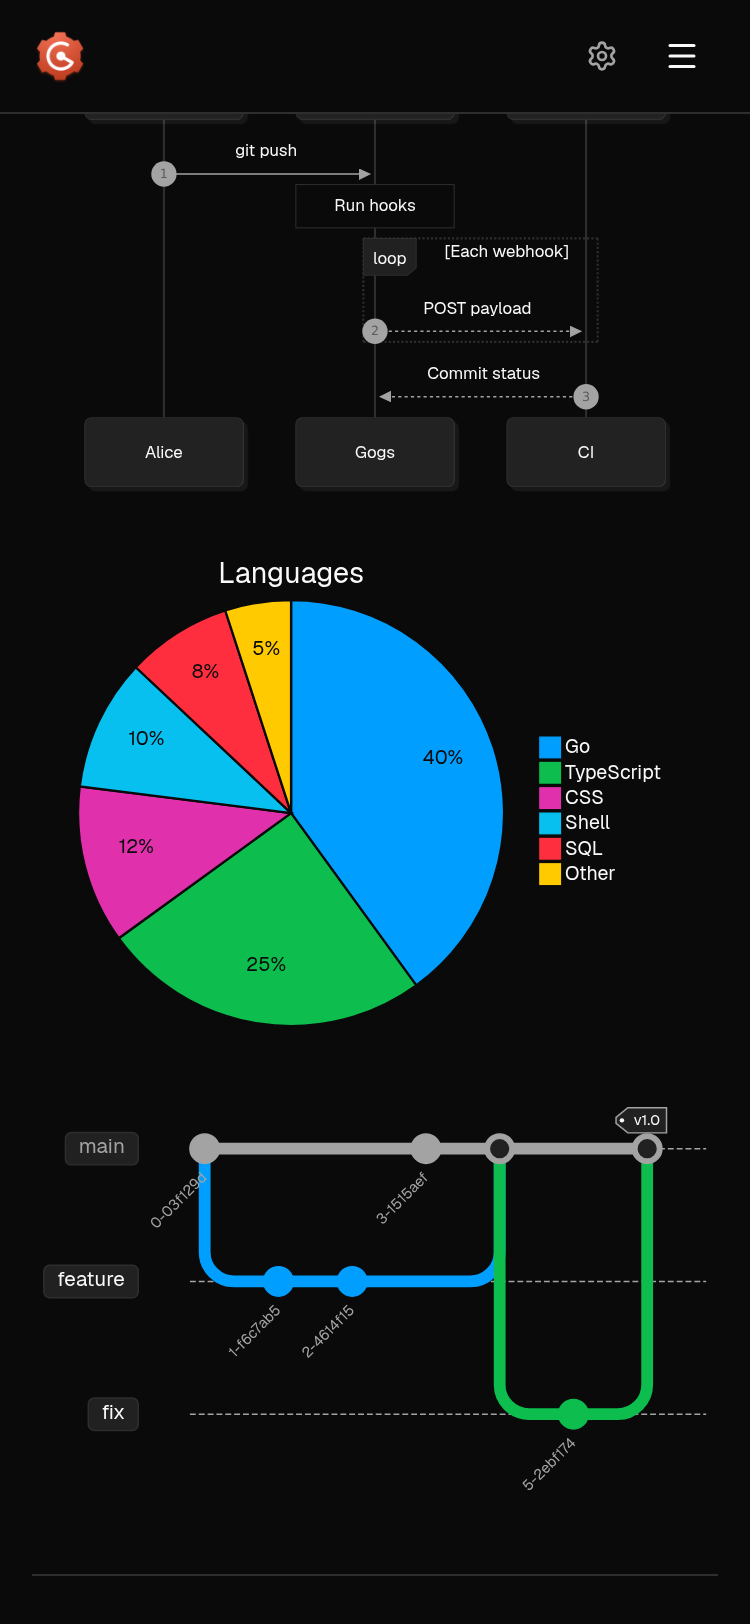 git push
1
Run hooks
loop
[Each webhook]
POST payload
2
Commit status
3
Alice
Gogs
CI
Languages
5%
8%
10%
40%
12%
25%
Go
TypeScript
CSS
Shell
SQL
Other
v1.0
main
0-03f129d
3-1515aef
feature
1-f6c7ab5
2-4614f15
fix
5-2ebf174